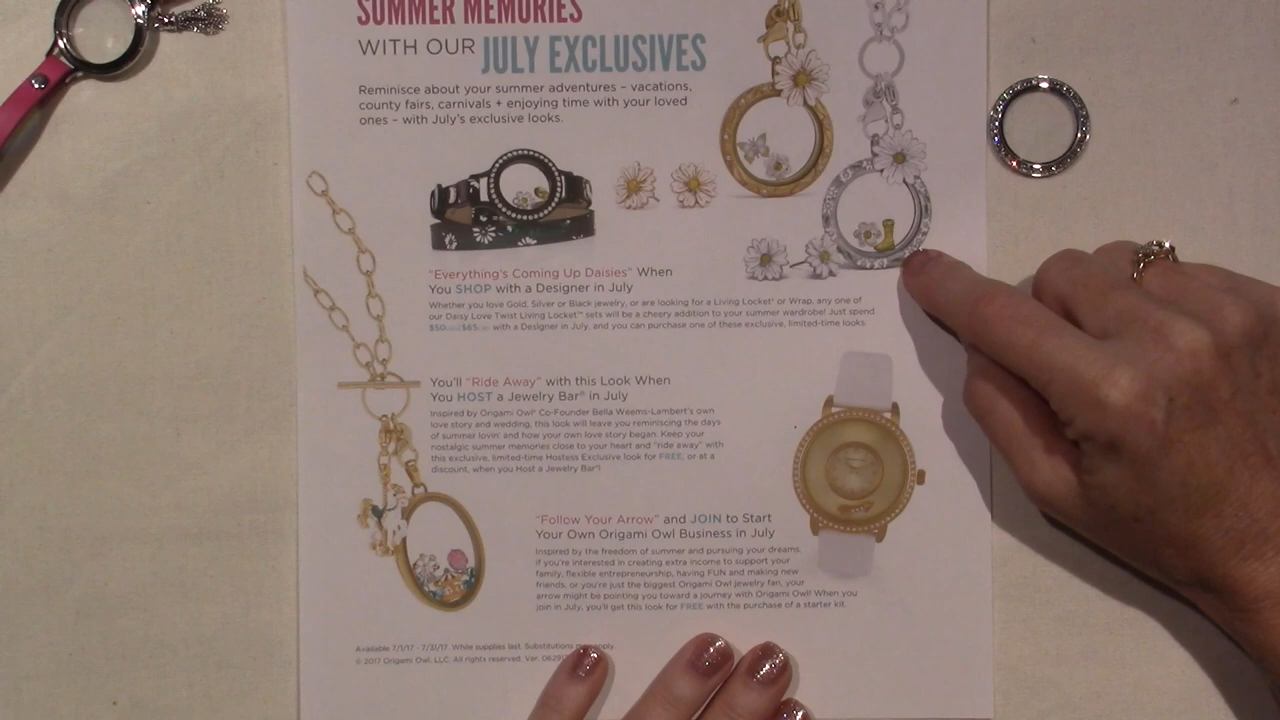 SUMMER MEMORIES
WITH OUR JULY EXCLUSIVES
Reminisce about your summer adventures – vacations,
county fairs, carnivals + enjoying time with your loved
ones – with July's exclusive looks.
"Everything's Coming Up Daisies" When
You SHOP with a Designer in July
Whether you love Gold, Silver or Black jewelry, or are looking for a Living Locket® or Wrap, any one of
our Daisy Love Twist Living Locket™ sets will be a cheery addition to your summer wardrobe! Just spend
$50 $65 with a Designer in July, and you can purchase one of these exclusive, limited-time looks.
You'll "Ride Away" with this Look When
You HOST a Jewelry Bar® in July
Inspired by Origami Owl® Co-Founder Bella Weems-Lambert's own
love story and wedding, this look will leave you reminiscing the days
of summer lovin' and how your own love story began. Keep your
nostalgic summer memories close to your heart and "ride away" with
this exclusive, limited-time Hostess Exclusive look for FREE, or at a
discount, when you Host a Jewelry Bar®!
"Follow Your Arrow" and JOIN to Start
Your Own Origami Owl Business in July
Inspired by the freedom of summer and pursuing your dreams,
if you're interested in creating extra income to support your
family, flexible entrepreneurship, having FUN and making new
friends, or you're just the biggest Origami Owl jewelry fan, your
arrow might be pointing you toward a journey with Origami Owl! When you
join in July, you'll get this look for FREE with the purchase of a starter kit.
Available 7/1/17 - 7/31/17. While supplies last. Substitutions apply.
© 2017 Origami Owl, LLC. All rights reserved. Ver.